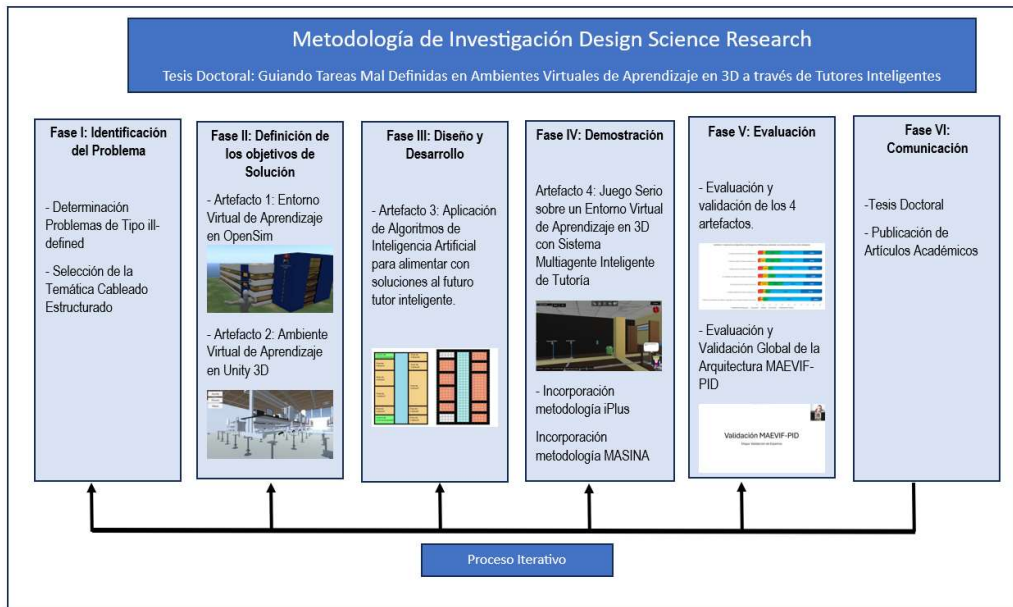 Metodología de Investigación Design Science Research
Tesis Doctoral: Guiando Tareas Mal Definidas en Ambientes Virtuales de Aprendizaje en 3D a través de Tutores Inteligentes
Fase I: Identificación
del Problema
- Determinación
Problemas de Tipo ill-
defined
- Selección de la
Temática Cableado
Estructurado
Fase II: Definición de
los objetivos de
Solución
- Artefacto 1: Entorno
Virtual de Aprendizaje
en OpenSim
- Artefacto 2: Ambiente
Virtual de Aprendizaje
en Unity 3D
Fase III: Diseño y
Desarrollo
- Artefacto 3: Aplicación
de Algoritmos de
Inteligencia Artificial
para alimentar con
soluciones al futuro
tutor inteligente.
Fase IV: Demostración
Artefacto 4: Juego Serio
sobre un Entorno Virtual
de Aprendizaje en 3D
con Sistema
Multiagente Inteligente
de Tutoría
- Incorporación
metodología iPlus
Incorporación
metodología MASINA
Fase V: Evaluación
- Evaluación y
validación de los 4
artefactos.
- Evaluación y
Validación Global de la
Arquitectura MAEVIF-
PID
Validación MAEVIF-PID
Fase VI:
Comunicación
-Tesis Doctoral
- Publicación de
Artículos Académicos
Proceso Iterativo